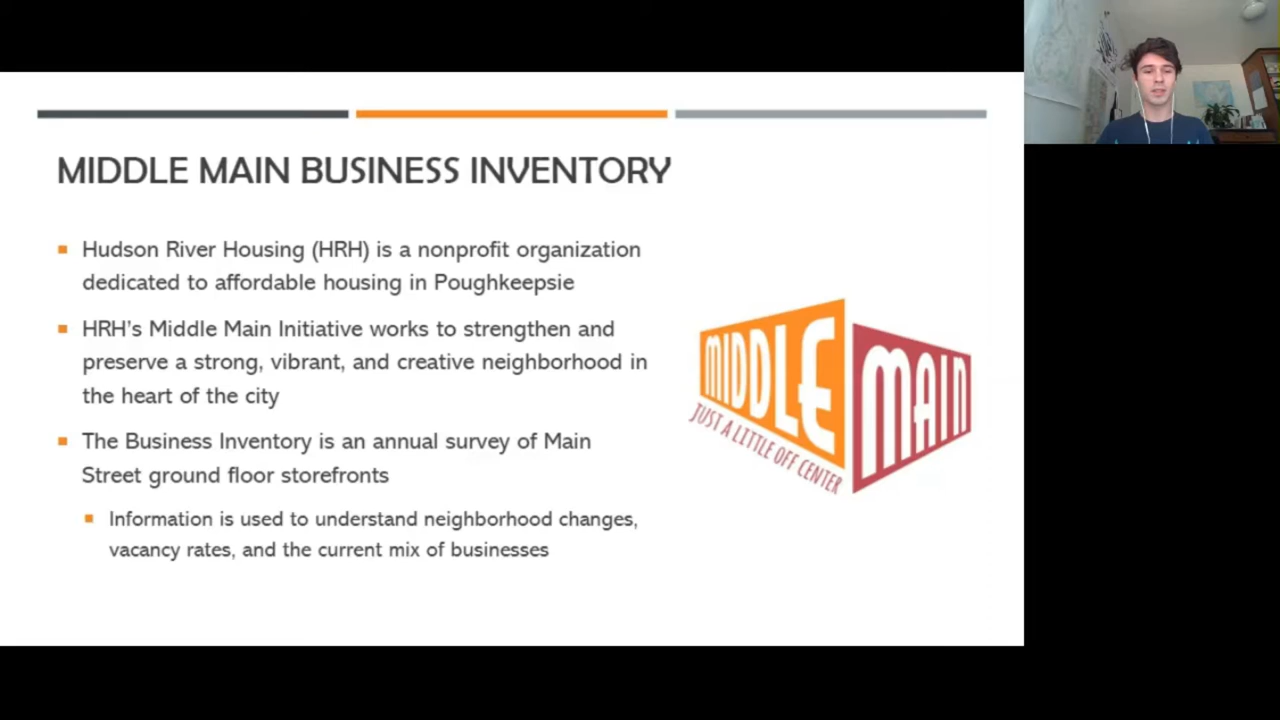 MIDDLE MAIN BUSINESS INVENTORY
Hudson River Housing (HRH) is a nonprofit organization
dedicated to affordable housing in Poughkeepsie
HRH's Middle Main Initiative works to strengthen and
preserve a strong, vibrant, and creative neighborhood in
the heart of the city
The Business Inventory is an annual survey of Main
Street ground floor storefronts
Information is used to understand neighborhood changes,
vacancy rates, and the current mix of businesses
MIDDLE MAIN
JUST A LITTLE OFF CENTER